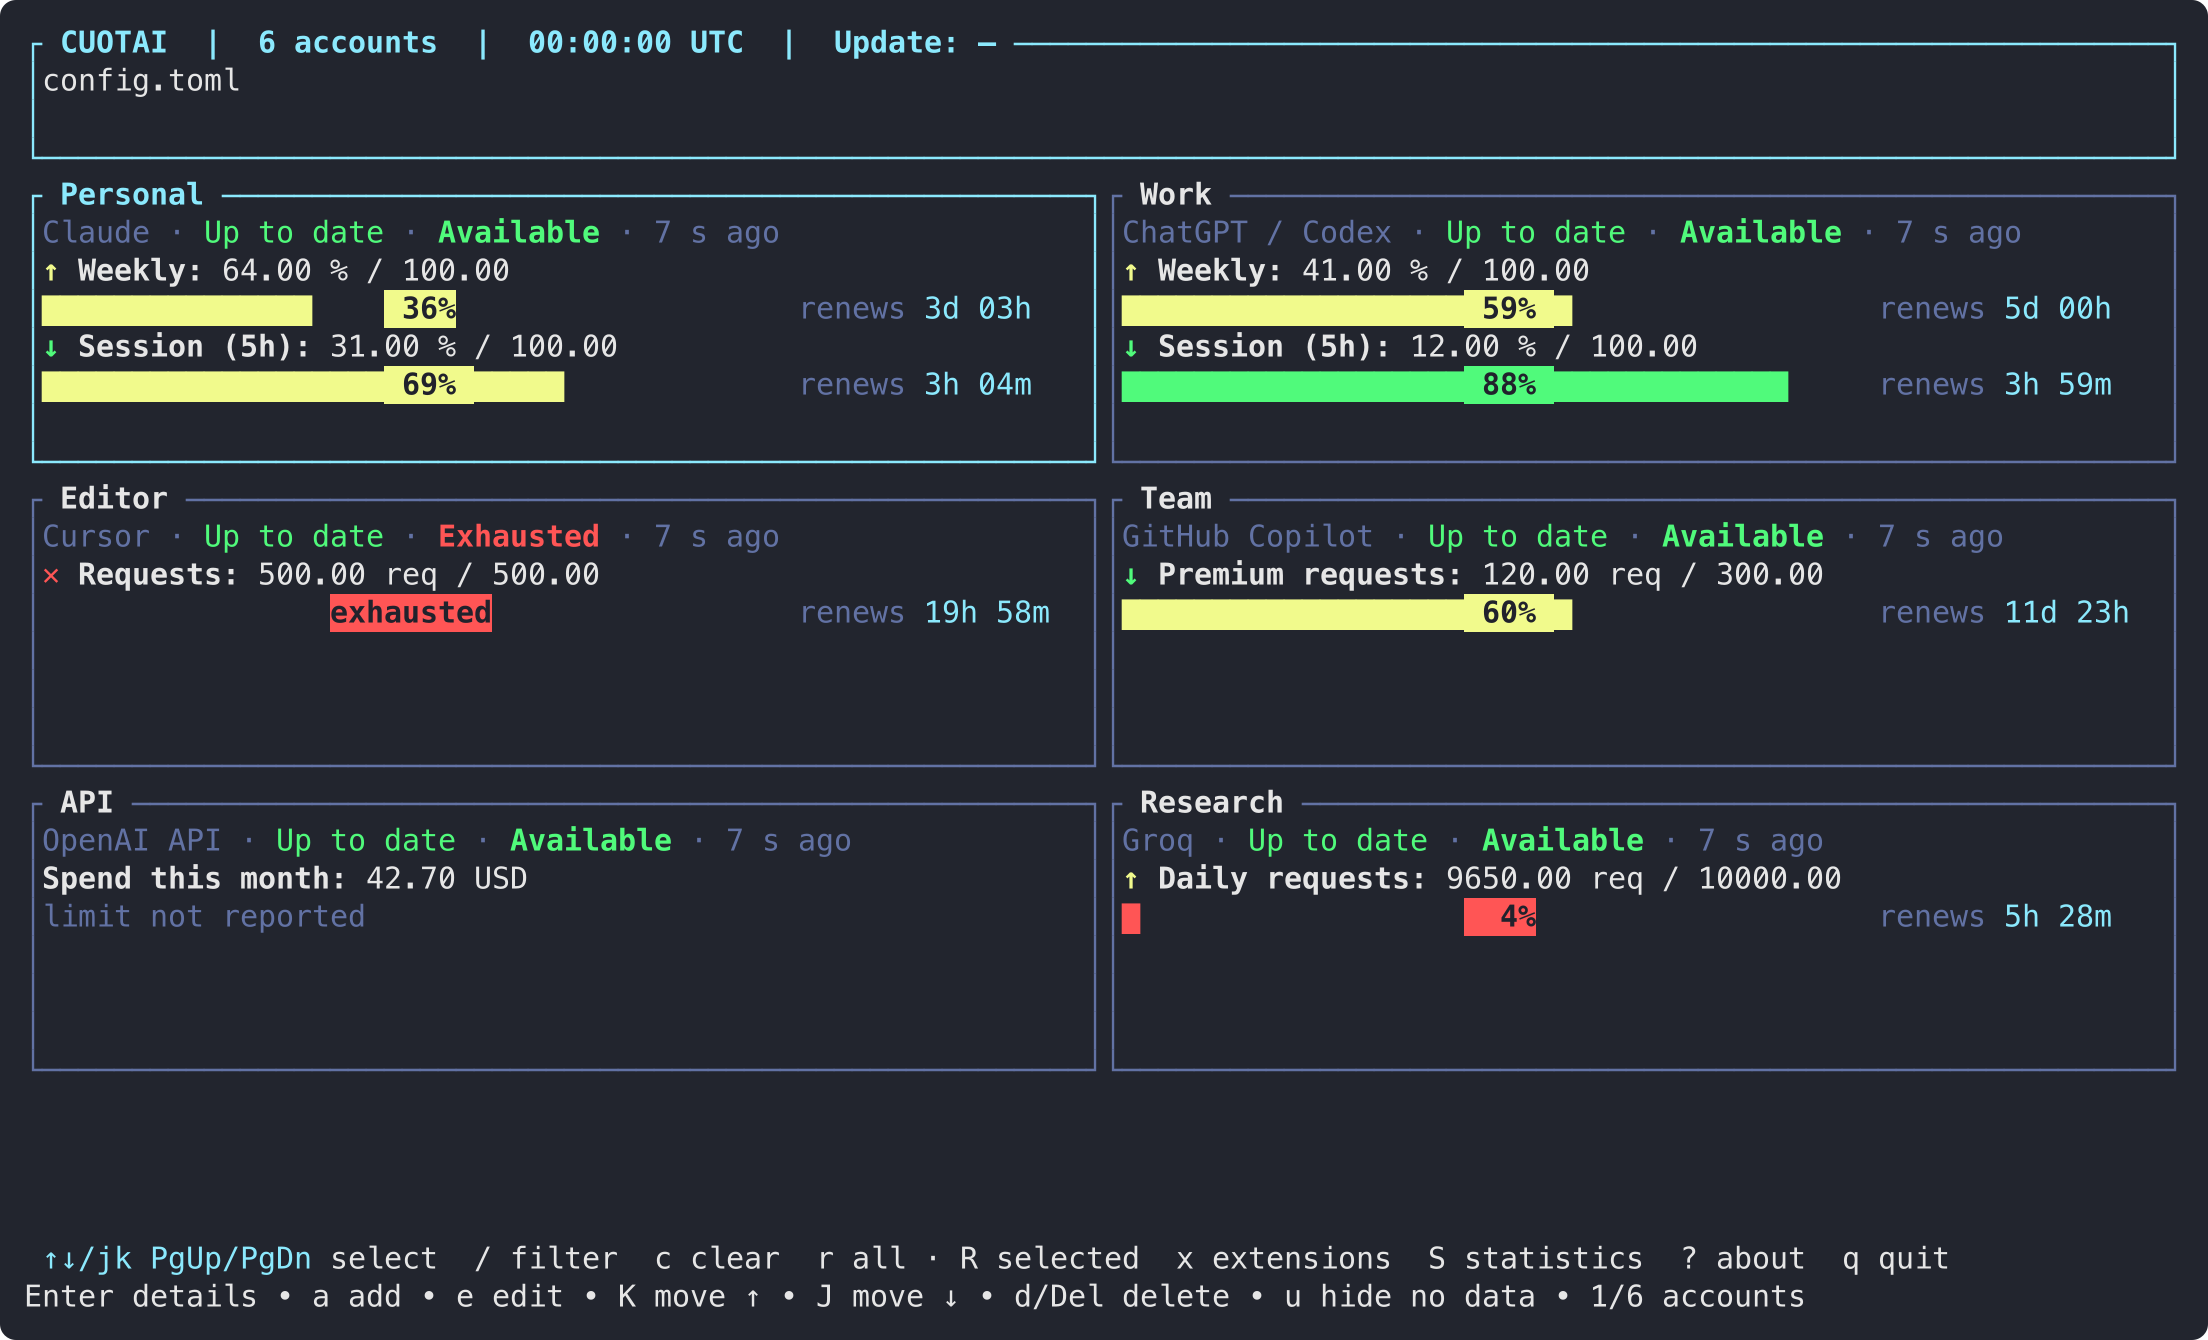 CUOTAI | 6 accounts | 00:00:00 UTC | Update: —
config.toml
Personal
Claude · Up to date · Available · 7 s ago
↑ Weekly: 64.00 % / 100.00
36% renews 3d 03h
↓ Session (5h): 31.00 % / 100.00
69% renews 3h 04m
Work
ChatGPT / Codex · Up to date · Available · 7 s ago
↑ Weekly: 41.00 % / 100.00
59% renews 5d 00h
↓ Session (5h): 12.00 % / 100.00
88% renews 3h 59m
Editor
Cursor · Up to date · Exhausted · 7 s ago
× Requests: 500.00 req / 500.00
exhausted renews 19h 58m
Team
GitHub Copilot · Up to date · Available · 7 s ago
↓ Premium requests: 120.00 req / 300.00
60% renews 11d 23h
API
OpenAI API · Up to date · Available · 7 s ago
Spend this month: 42.70 USD
limit not reported
Research
Groq · Up to date · Available · 7 s ago
↑ Daily requests: 9650.00 req / 10000.00
4% renews 5h 28m
↑↓/jk PgUp/PgDn select / filter c clear r all · R selected x extensions S statistics ? about q quit
Enter details • a add • e edit • K move ↑ • J move ↓ • d/Del delete • u hide no data • 1/6 accounts